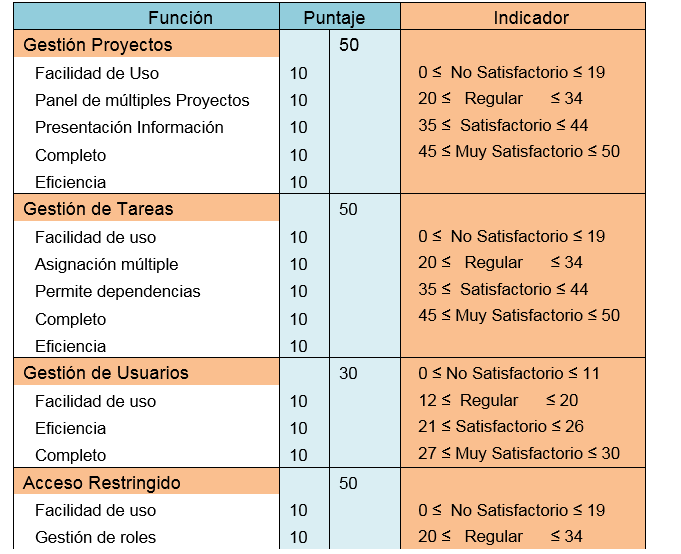 Función Puntaje Indicador
Gestión Proyectos 50
Facilidad de Uso 10 0 ≤ No Satisfactorio ≤ 19
Panel de múltiples Proyectos 10 20 ≤ Regular ≤ 34
Presentación Información 10 35 ≤ Satisfactorio ≤ 44
Completo 10 45 ≤ Muy Satisfactorio ≤ 50
Eficiencia 10
Gestión de Tareas 50
Facilidad de uso 10 0 ≤ No Satisfactorio ≤ 19
Asignación múltiple 10 20 ≤ Regular ≤ 34
Permite dependencias 10 35 ≤ Satisfactorio ≤ 44
Completo 10 45 ≤ Muy Satisfactorio ≤ 50
Eficiencia 10
Gestión de Usuarios 30 0 ≤ No Satisfactorio ≤ 11
Facilidad de uso 10 12 ≤ Regular ≤ 20
Eficiencia 10 21 ≤ Satisfactorio ≤ 26
Completo 10 27 ≤ Muy Satisfactorio ≤ 30
Acceso Restringido 50
Facilidad de uso 10 0 ≤ No Satisfactorio ≤ 19
Gestión de roles 10 20 ≤ Regular ≤ 34